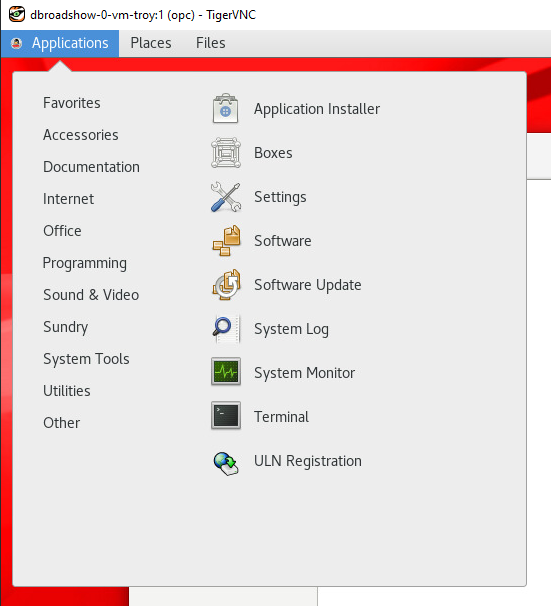 dbroadshow-0-vm-troy:1 (opc) - TigerVNC
Applications Places Files
Favorites
Accessories
Documentation
Internet
Office
Programming
Sound & Video
Sundry
System Tools
Utilities
Other
Application Installer
Boxes
Settings
Software
Software Update
System Log
System Monitor
Terminal
ULN Registration